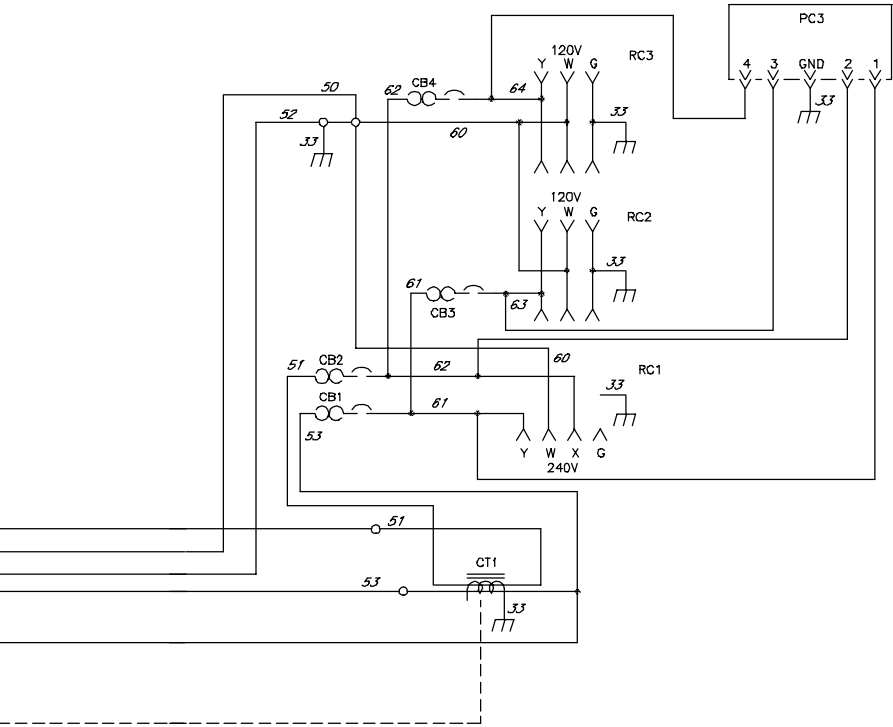 PC3
120V
RC3
Y W G
4 3 GND 2 1
CB4
62
64
50
33
52
33
33
60
120V
Y W G
RC2
33
61
63
CB3
60
51
CB2
62
RC1
33
CB1
61
53
Y W X G
240V
51
CT1
53
33